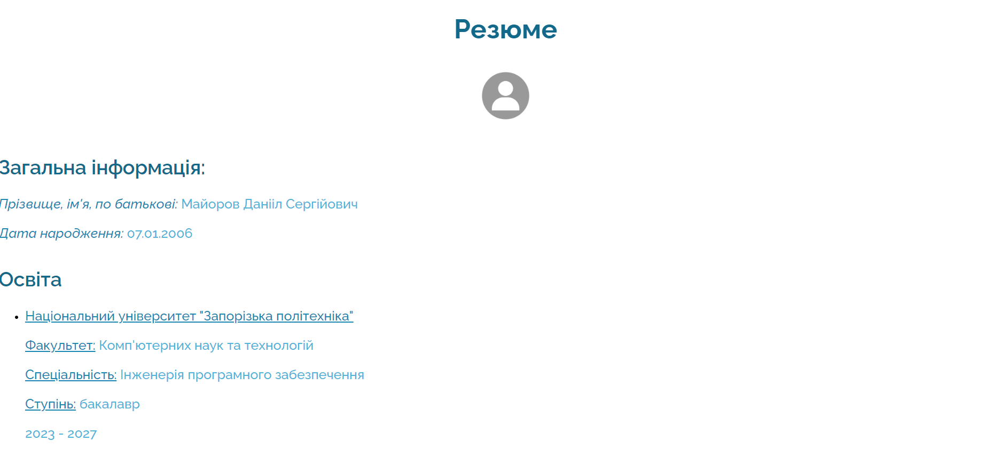 Резюме
Загальна інформація:
Прізвище, ім'я, по батькові: Майоров Данііл Сергійович
Дата народження: 07.01.2006
Освіта
Національний університет "Запорізька політехніка"
Факультет: Комп'ютерних наук та технологій
Спеціальність: Інженерія програмного забезпечення
Ступінь: бакалавр
2023 - 2027